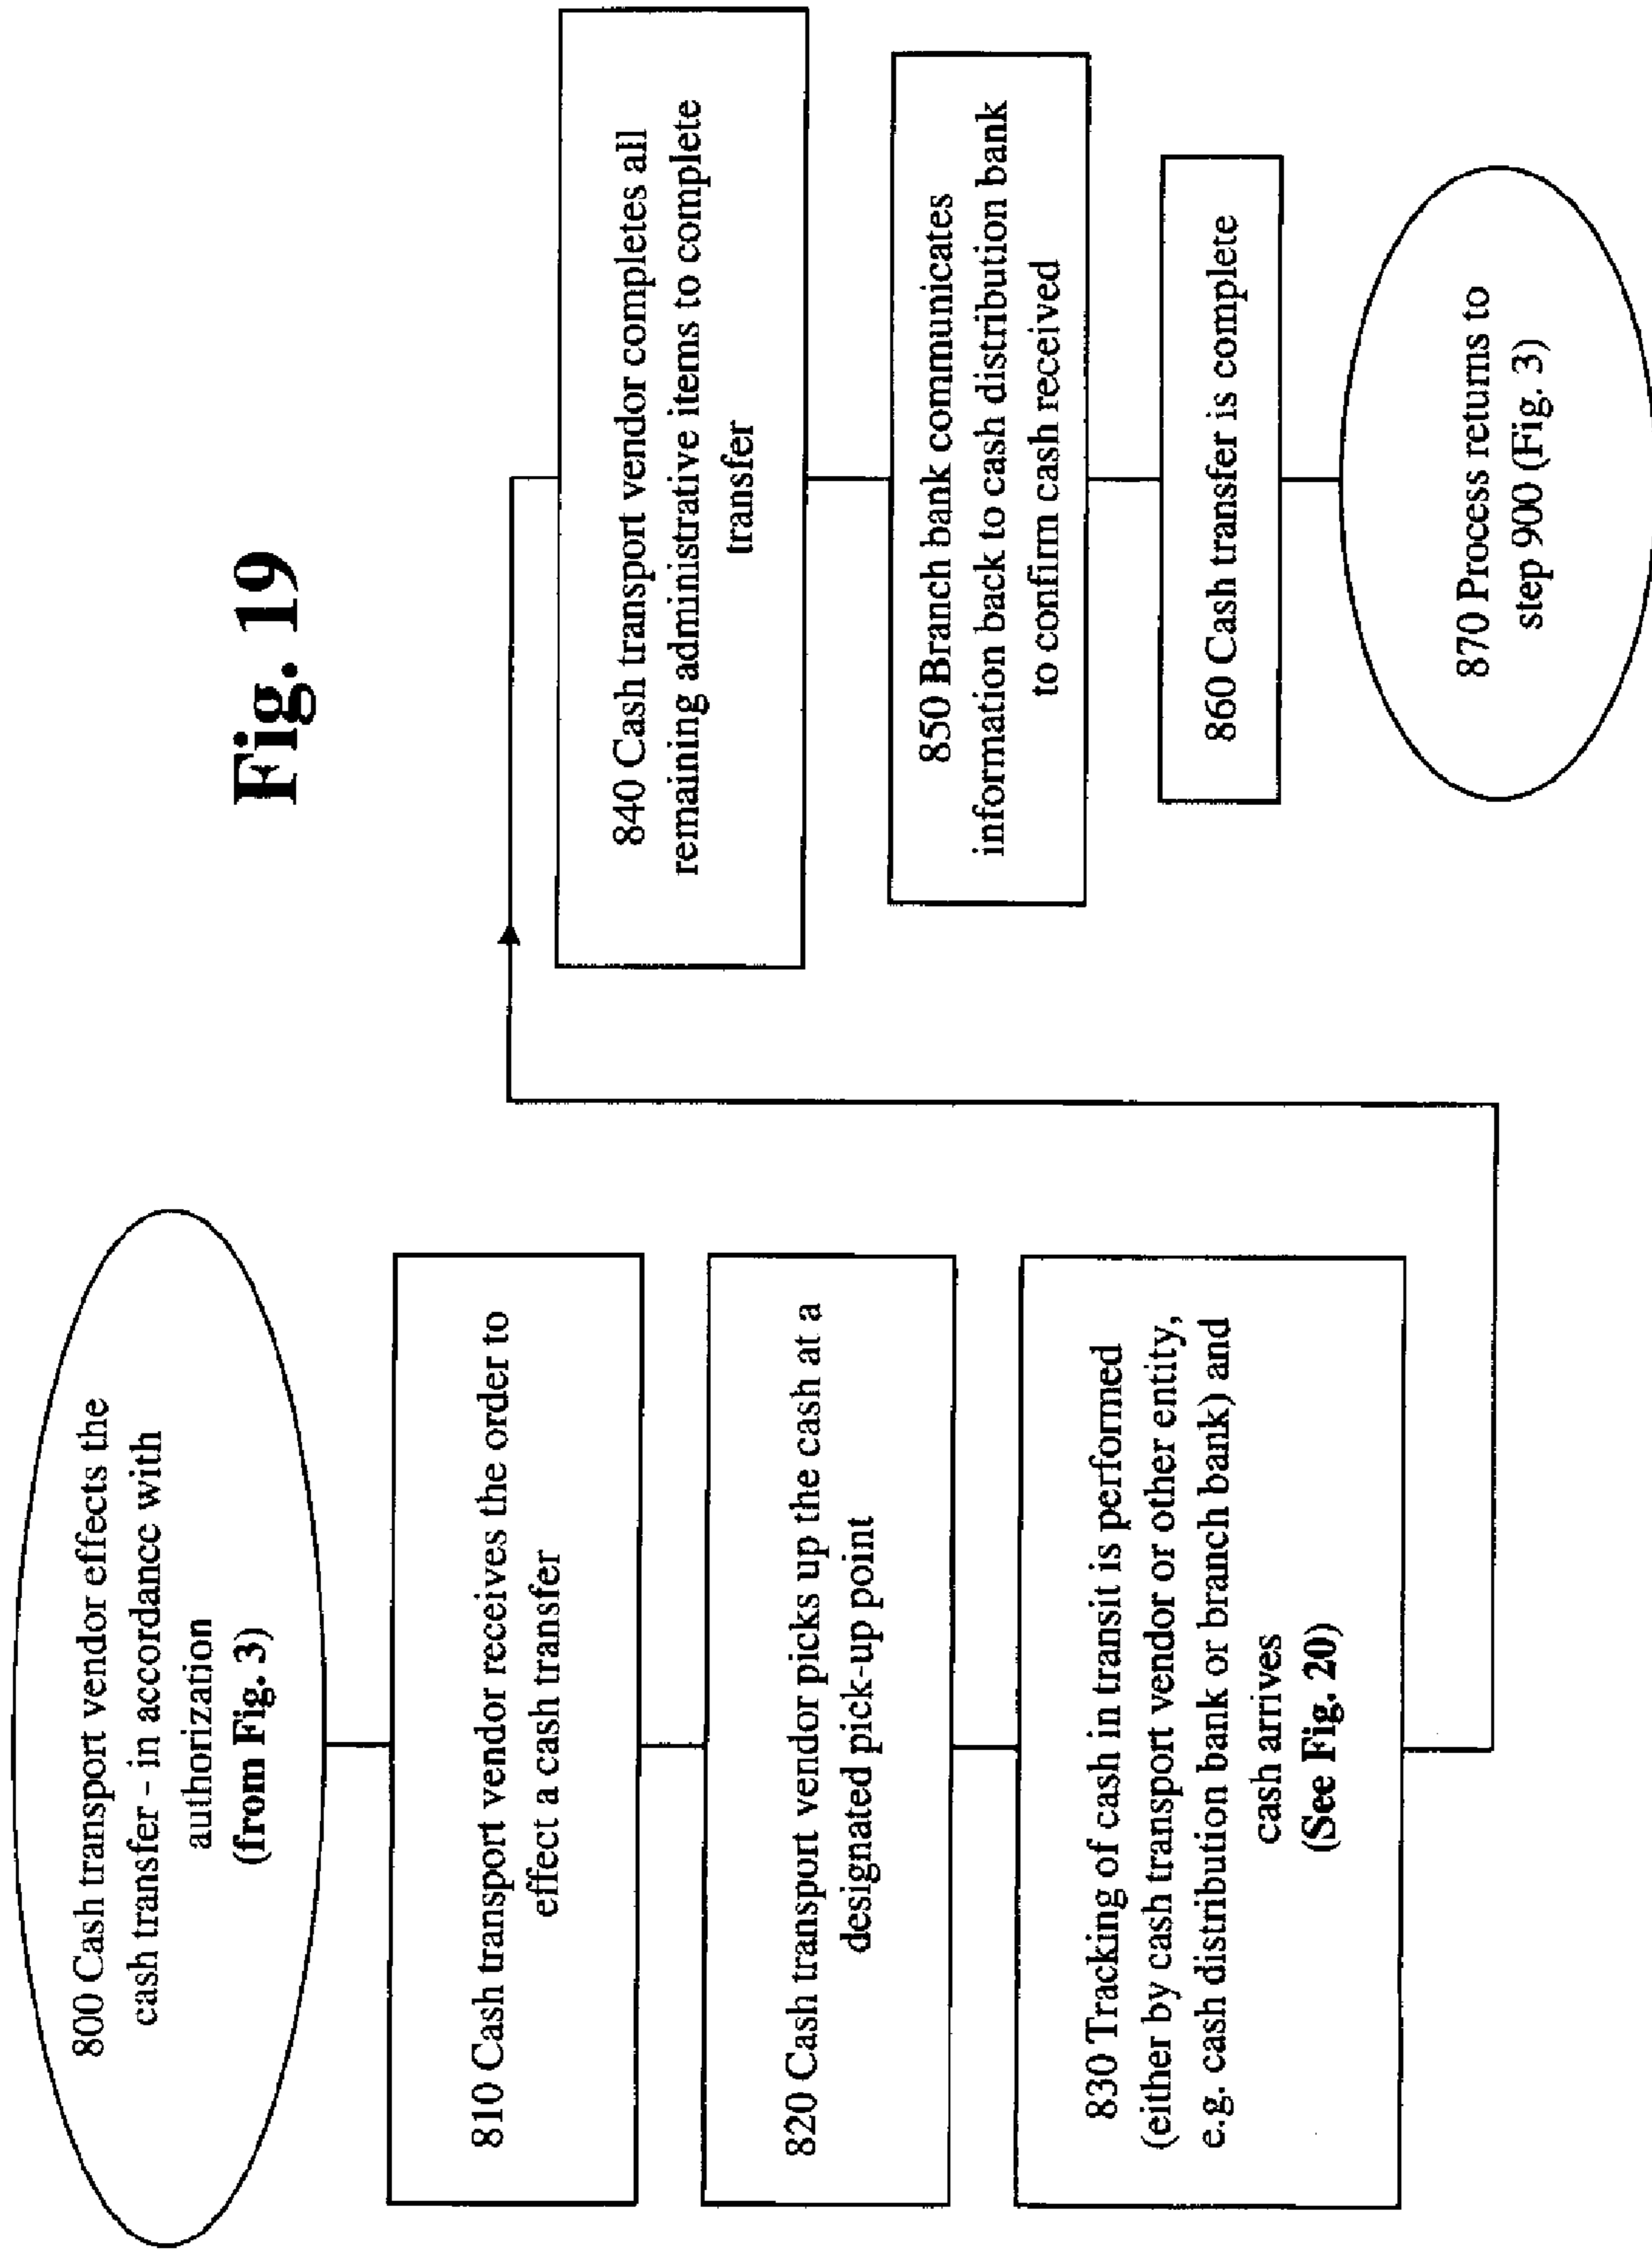 Fig. 19
800 Cash transport vendor effects the
cash transfer - in accordance with
authorization
(from Fig. 3)
810 Cash transport vendor receives the order to
effect a cash transfer
820 Cash transport vendor picks up the cash at a
designated pick-up point
830 Tracking of cash in transit is performed
(either by cash transport vendor or other entity,
e.g. cash distribution bank or branch bank) and
cash arrives
(See Fig. 20)
840 Cash transport vendor completes all
remaining administrative items to complete
transfer
850 Branch bank communicates
information back to cash distribution bank
to confirm cash received
860 Cash transfer is complete
870 Process returns to
step 900 (Fig. 3)